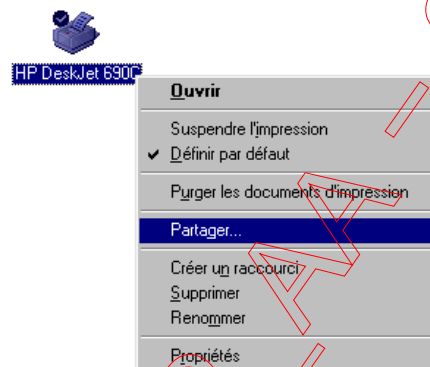 HP DeskJet 690C
Ouvrir
Suspendre l'impression
Définir par défaut
Purger les documents d'impression
Partager...
Créer un raccourci
Supprimer
Renommer
Propriétés